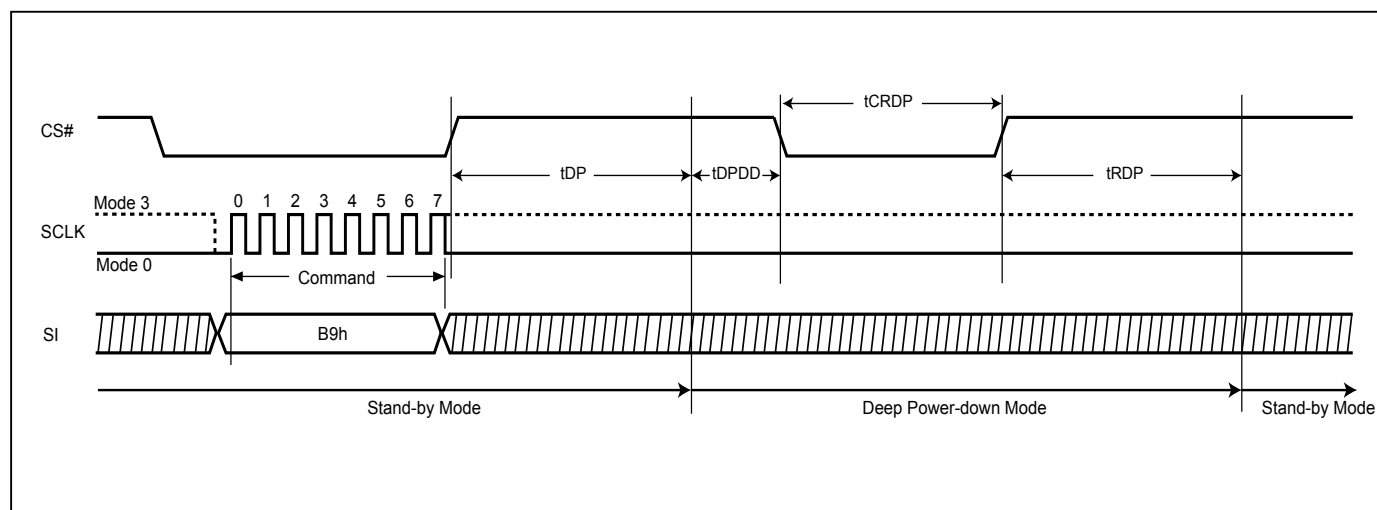 tCRDP
CS#
tDP
tDPDD
tRDP
Mode 3
0 1 2 3 4 5 6 7
SCLK
Mode 0
Command
SI
B9h
Stand-by Mode
Deep Power-down Mode
Stand-by Mode